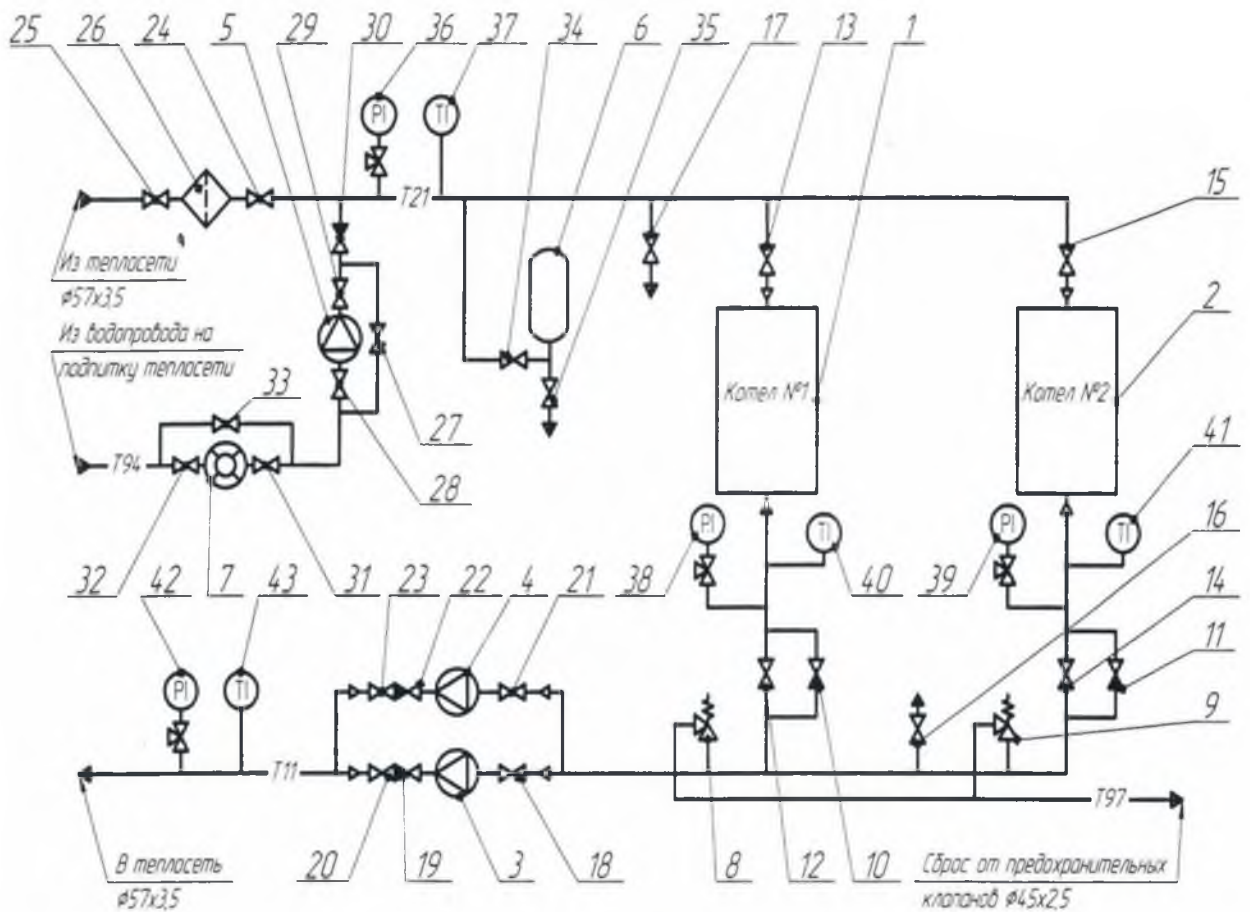 25 26 24 5 29 30 36 37 34 6 35 17 13 1
PI TI
15
T21
Из теплосети
ø57x3,5
2
Из водопровода на
подпитку теплосети
Котел №1
Котел №2
33
27
41
T94
28
PI TI PI TI
16
32 42 7 43 31 23 22 4 21 38 40 39 14
11
PI TI
9
T11
T97
В теплосеть
ø57x3,5
20 19 3 18 8 12 10
Сброс от предохранительных
клапанов ø45x2,5